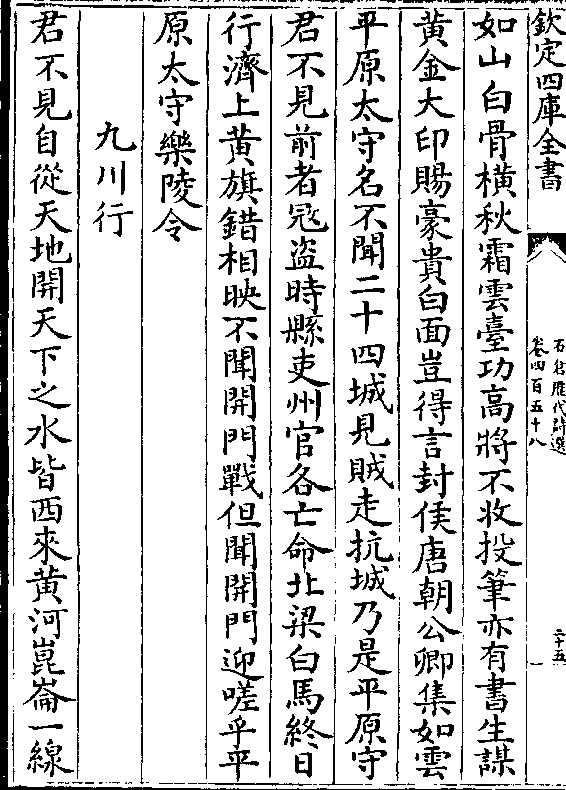 欽定四庫全書
石倉歷代詩選
卷四百五十八
二十五
如山白骨横秋霜雲臺功高將不收投筆亦有書生謀
黄金大印賜豪貴白面豈得言封侯唐朝公卿集如雲
平原太守名不聞二十四城見賊走抗城乃是平原守
君不見前者宼盜時縣吏州官各亡命北梁白馬終日
行濟上黄旗錯相映不聞開門戰但聞開門迎嗟乎平
原太守樂陵令
九川行
君不見自從天地開天下之水皆西來黄河崑崙一線